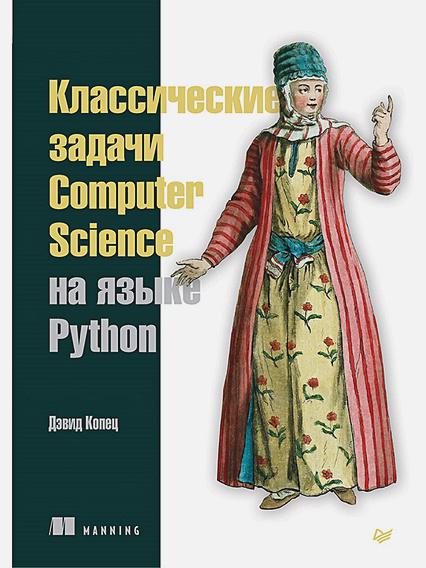 Классические
задачи
Computer
Science
на языке
Python
Дэвид Копец
MANNING